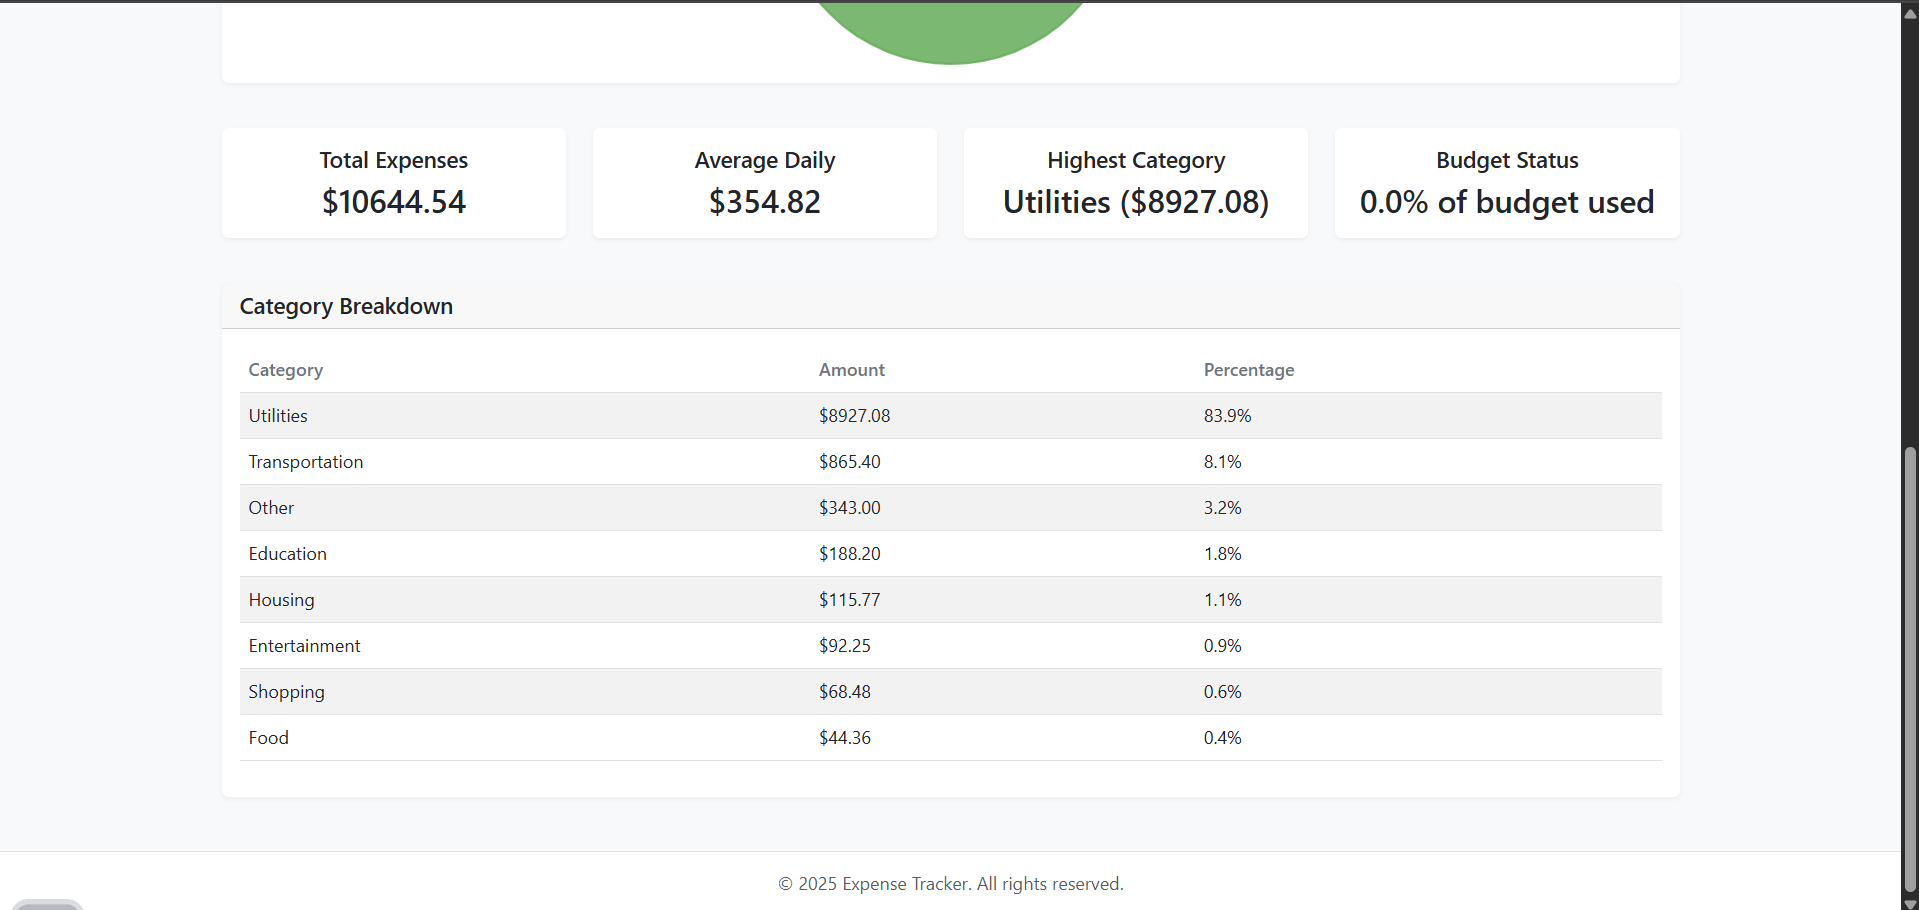 Total Expenses
$10644.54
Average Daily
$354.82
Highest Category
Utilities ($8927.08)
Budget Status
0.0% of budget used
Category Breakdown
Category Amount Percentage
Utilities $8927.08 83.9%
Transportation $865.40 8.1%
Other $343.00 3.2%
Education $188.20 1.8%
Housing $115.77 1.1%
Entertainment $92.25 0.9%
Shopping $68.48 0.6%
Food $44.36 0.4%
© 2025 Expense Tracker. All rights reserved.